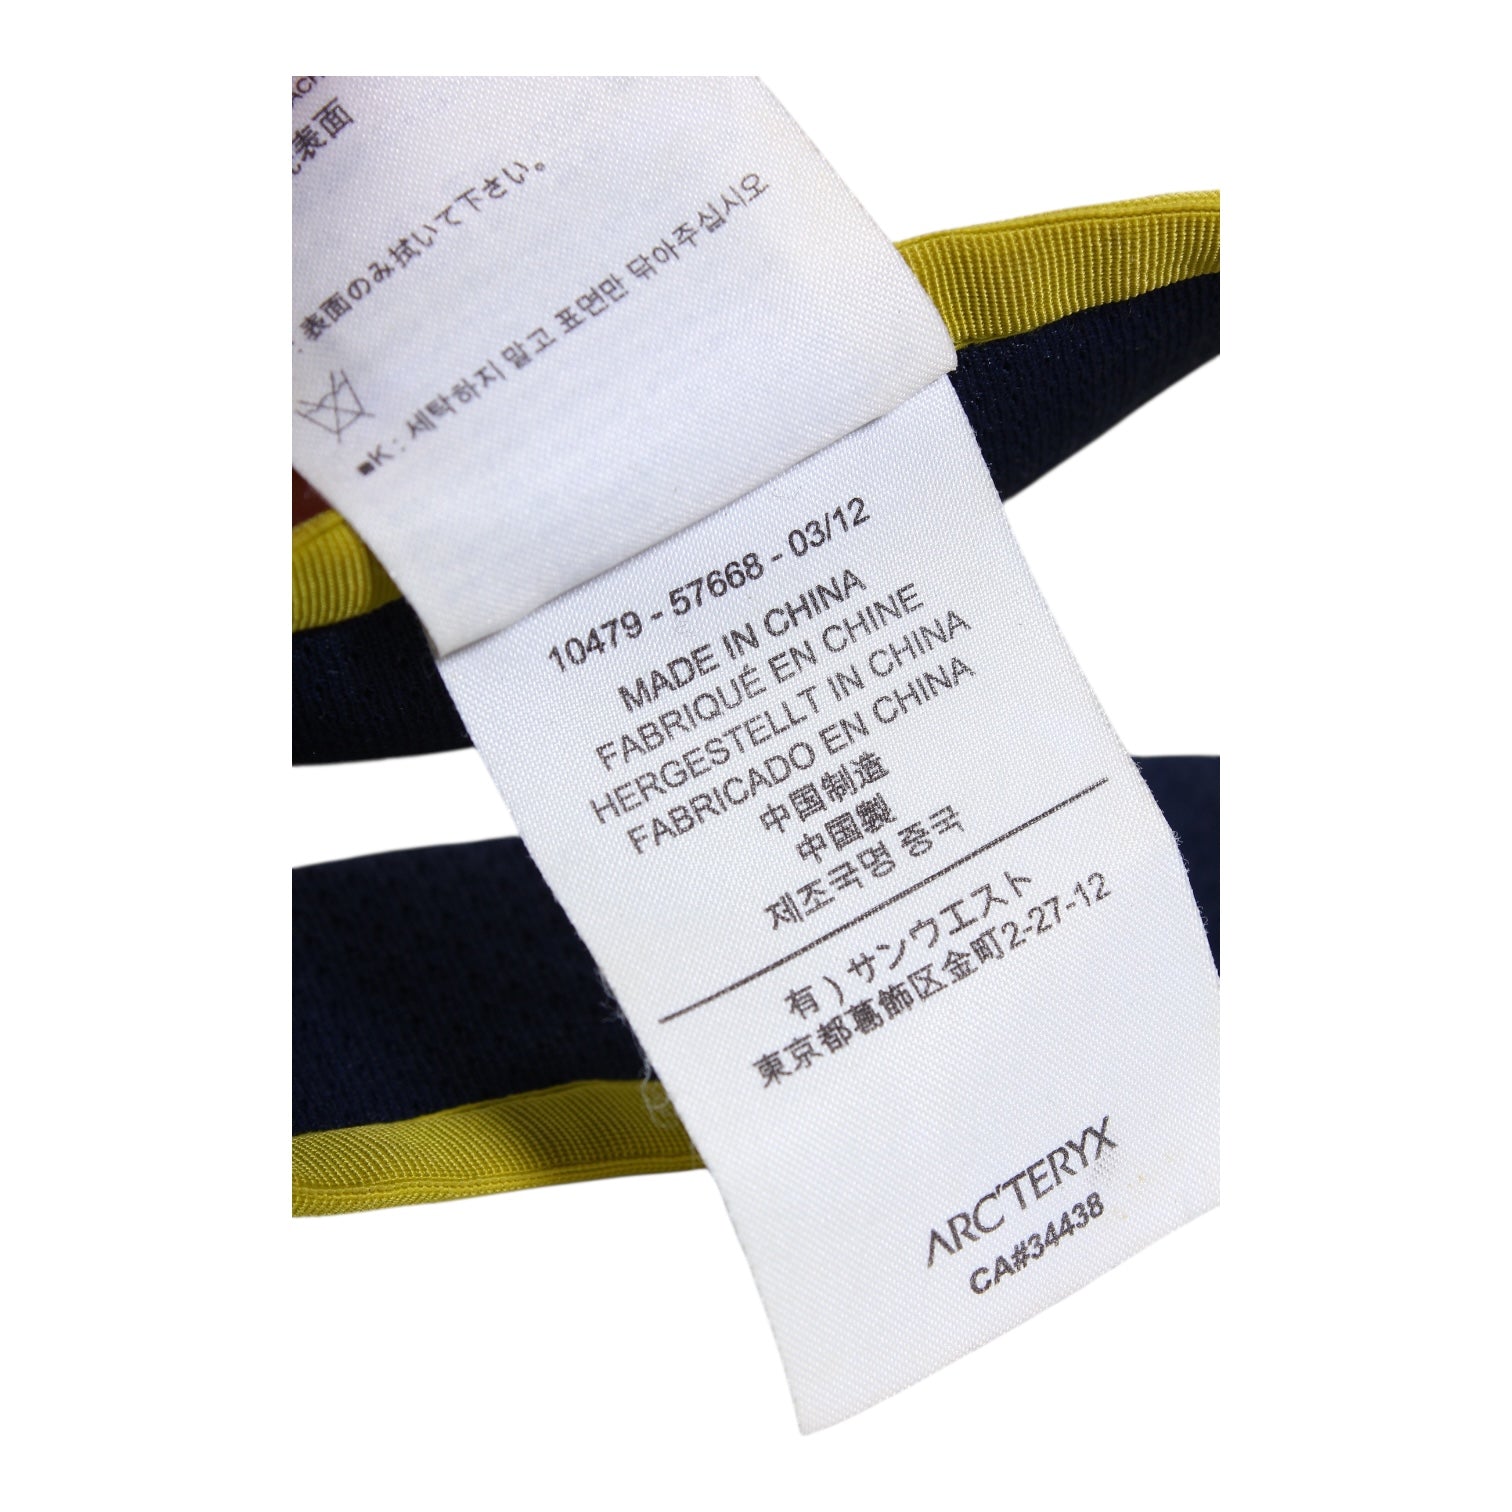 表面
: 表面のみ拭いて下さい。
■K : 세탁하지 말고 표면만 닦아주십시오
10479 - 57668 - 03/12
MADE IN CHINA
FABRIQUÉ EN CHINE
HERGESTELLT IN CHINA
FABRICADO EN CHINA
中国制造
中国製
제조국명 중국
有）サンウエスト
東京都葛飾区金町2-27-12
ARC'TERYX
CA#34438